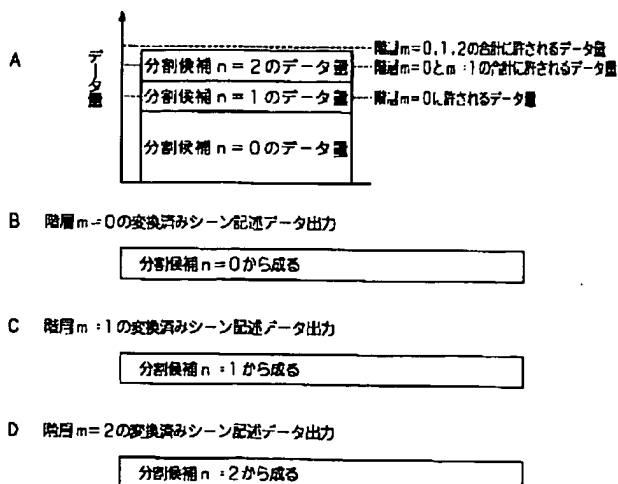 A
データ量
階層m=0,1,2の合計に許されるデータ量
分割候補n=2のデータ量
階層m=0とm=1の合計に許されるデータ量
分割候補n=1のデータ量
階層m=0に許されるデータ量
分割候補n=0のデータ量
B 階層m=0の変換済みシーン記述データ出力
分割候補n=0から成る
C 階層m=1の変換済みシーン記述データ出力
分割候補n=1から成る
D 階層m=2の変換済みシーン記述データ出力
分割候補n=2から成る